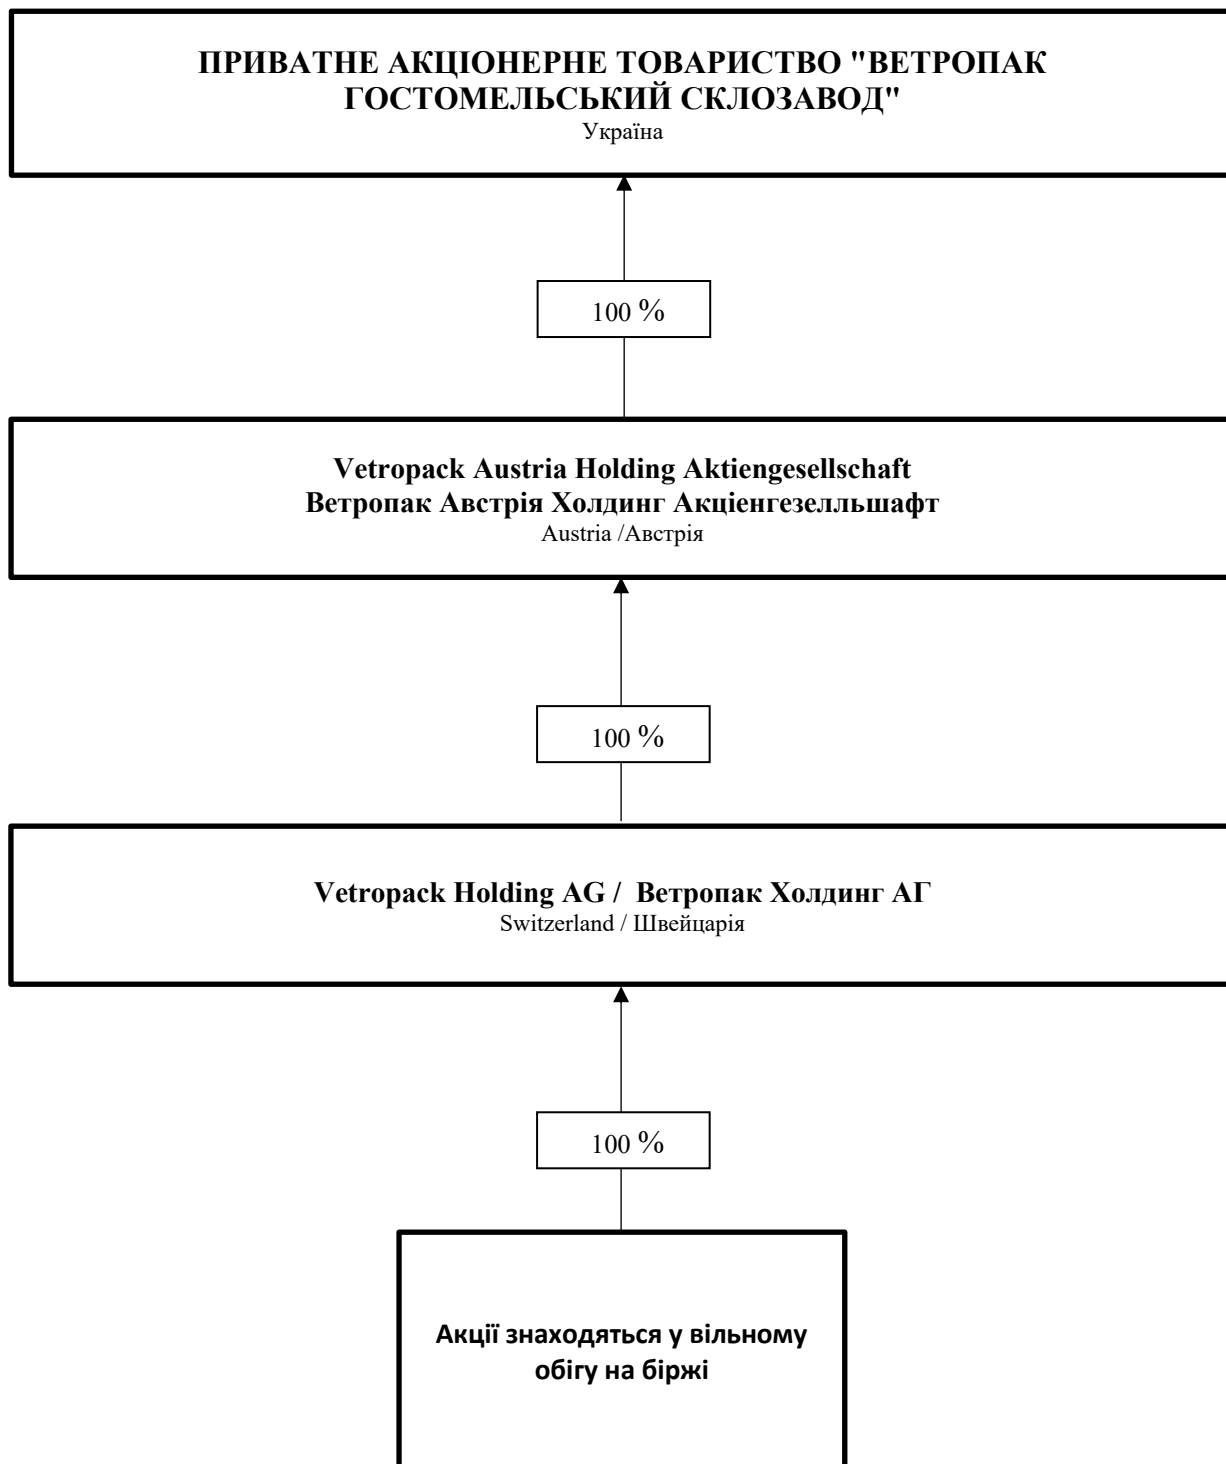 ПРИВАТНЕ АКЦІОНЕРНЕ ТОВАРИСТВО "ВЕТРОПАК
ГОСТОМЕЛЬСЬКИЙ СКЛОЗАВОД"
Україна
100 %
Vetropack Austria Holding Aktiengesellschaft
Ветропак Австрія Холдинг Акціенгезелльшафт
Austria /Австрія
100 %
Vetropack Holding AG / Ветропак Холдинг АГ
Switzerland / Швейцарія
100 %
Акції знаходяться у вільному
обігу на біржі